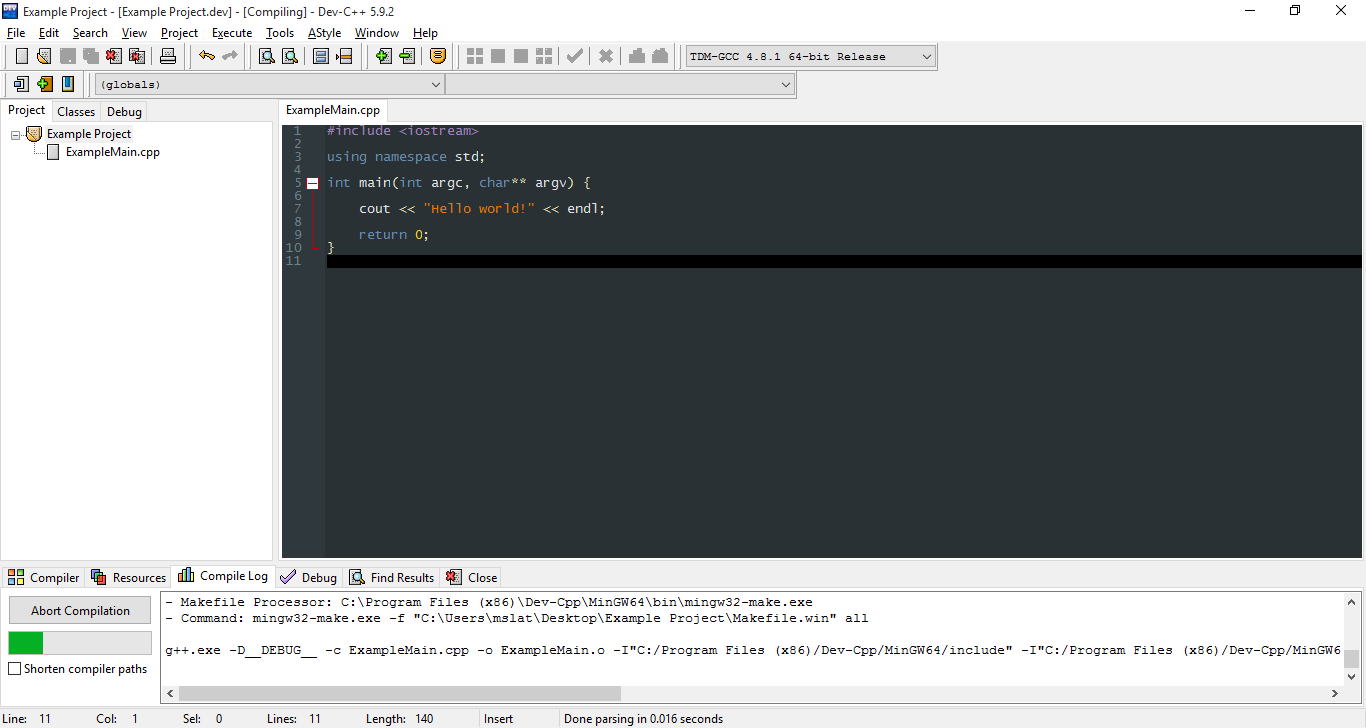 Example Project - [Example Project.dev] - [Compiling] - Dev-C++ 5.9.2
File Edit Search View Project Execute Tools AStyle Window Help
TDM-GCC 4.8.1 64-bit Release
(globals)
Project Classes Debug
ExampleMain.cpp
Example Project
ExampleMain.cpp
1 #include <iostream>
2
3 using namespace std;
4
5 int main(int argc, char** argv) {
6
7 cout << "Hello world!" << endl;
8
9 return 0;
10 }
11
Compiler Resources Compile Log Debug Find Results Close
Abort Compilation
Shorten compiler paths
- Makefile Processor: C:\Program Files (x86)\Dev-Cpp\MinGW64\bin\mingw32-make.exe
- Command: mingw32-make.exe -f "C:\Users\mslat\Desktop\Example Project\Makefile.win" all
g++.exe -D__DEBUG__ -c ExampleMain.cpp -o ExampleMain.o -I"C:/Program Files (x86)/Dev-Cpp/MinGW64/include" -I"C:/Program Files (x86)/Dev-Cpp/MinGW6
Line: 11 Col: 1 Sel: 0 Lines: 11 Length: 140 Insert Done parsing in 0.016 seconds